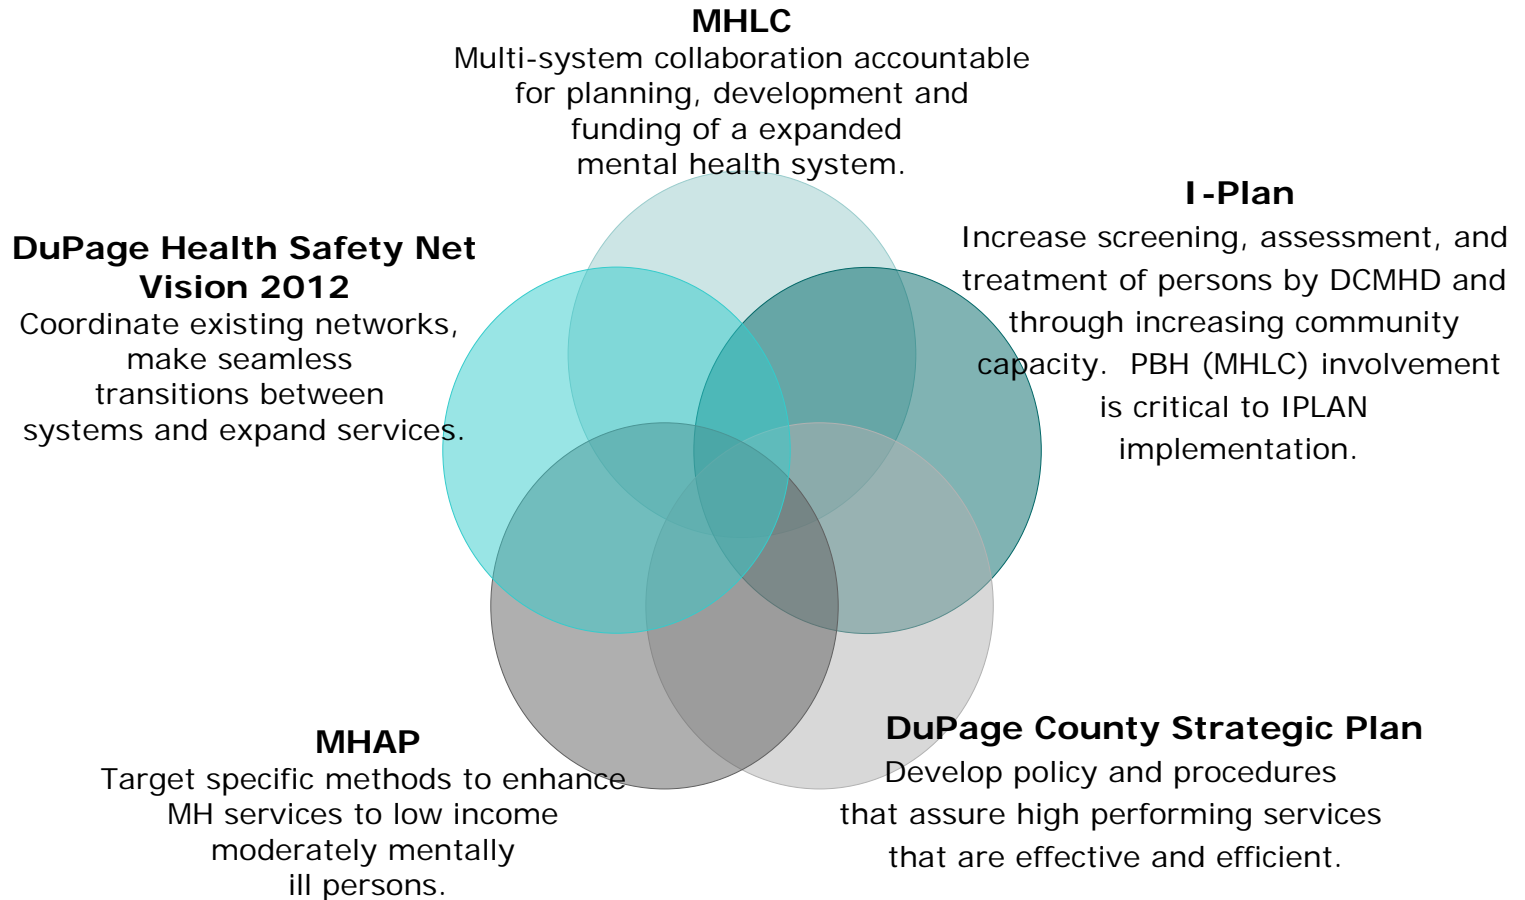 MHLC
Multi-system collaboration accountable
for planning, development and
funding of a expanded
mental health system.
I-Plan
Increase screening, assessment, and
treatment of persons by DCMHD and
through increasing community
capacity.  PBH (MHLC) involvement
is critical to IPLAN
implementation.
DuPage Health Safety Net
Vision 2012
Coordinate existing networks,
make seamless
transitions between
systems and expand services.
MHAP
Target specific methods to enhance
MH services to low income
moderately mentally
ill persons.
DuPage County Strategic Plan
Develop policy and procedures
that assure high performing services
that are effective and efficient.